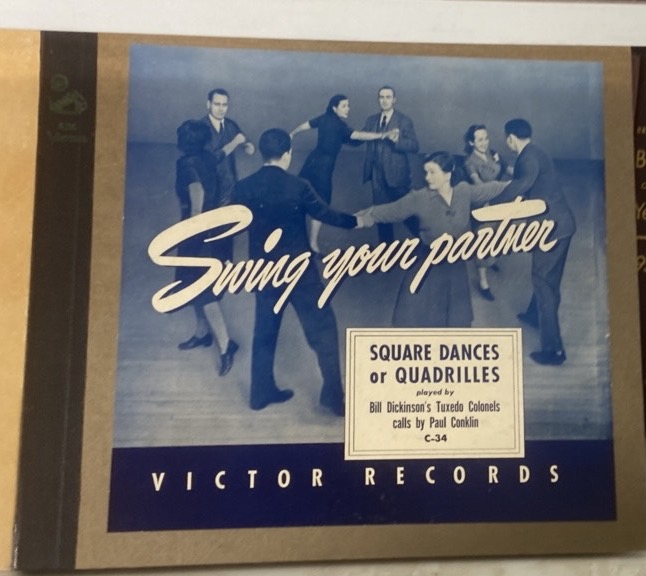 Swing your partner
SQUARE DANCES
or QUADRILLES
played by
Bill Dickinson's Tuxedo Colonels
calls by Paul Conklin
C-34
VICTOR RECORDS